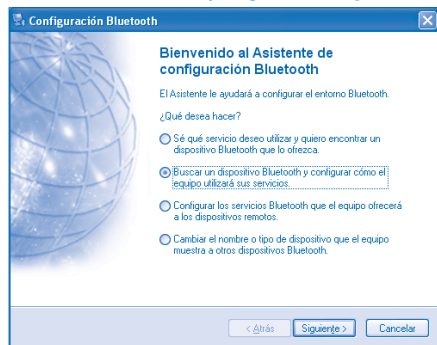 Configuración Bluetooth
Bienvenido al Asistente de
configuración Bluetooth
El Asistente le ayudará a configurar el entorno Bluetooth.
¿Qué desea hacer?
Sé qué servicio deseo utilizar y quiero encontrar un
dispositivo Bluetooth que lo ofrezca.
Buscar un dispositivo Bluetooth y configurar cómo el
equipo utilizará sus servicios.
Configurar los servicios Bluetooth que el equipo ofrecerá
a los dispositivos remotos.
Cambiar el nombre o tipo de dispositivo que el equipo
muestra a otros dispositivos Bluetooth.
< Atrás Siguiente > Cancelar